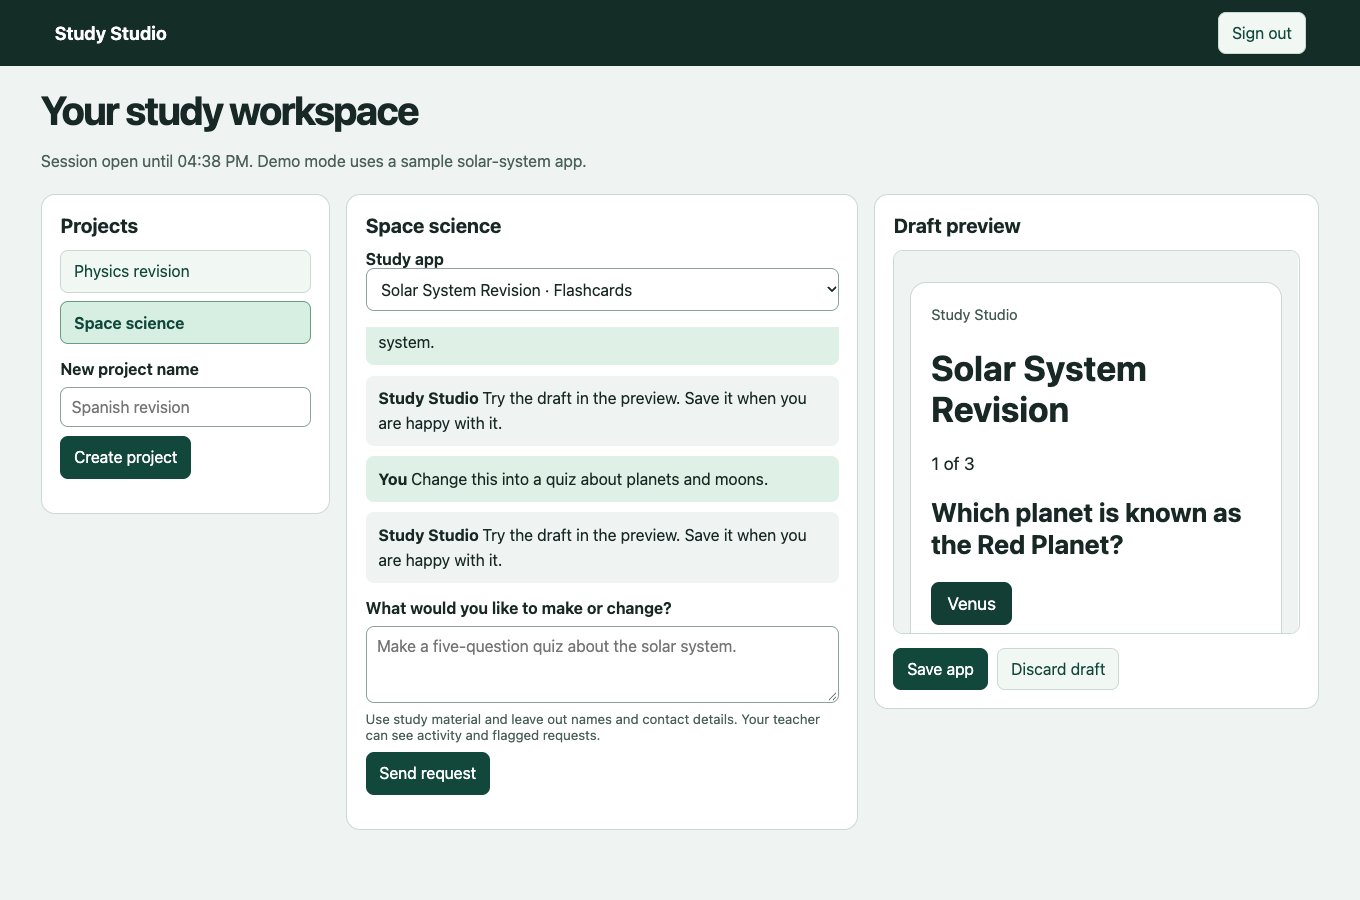 Study Studio
Sign out
Your study workspace
Session open until 04:38 PM. Demo mode uses a sample solar-system app.
Projects
Physics revision
Space science
New project name
Spanish revision
Create project
Space science
Study app
Solar System Revision · Flashcards
system.
Study Studio Try the draft in the preview. Save it when you
are happy with it.
You Change this into a quiz about planets and moons.
Study Studio Try the draft in the preview. Save it when you
are happy with it.
What would you like to make or change?
Make a five-question quiz about the solar system.
Use study material and leave out names and contact details. Your teacher
can see activity and flagged requests.
Send request
Draft preview
Study Studio
Solar System
Revision
1 of 3
Which planet is known as
the Red Planet?
Venus
Save app
Discard draft